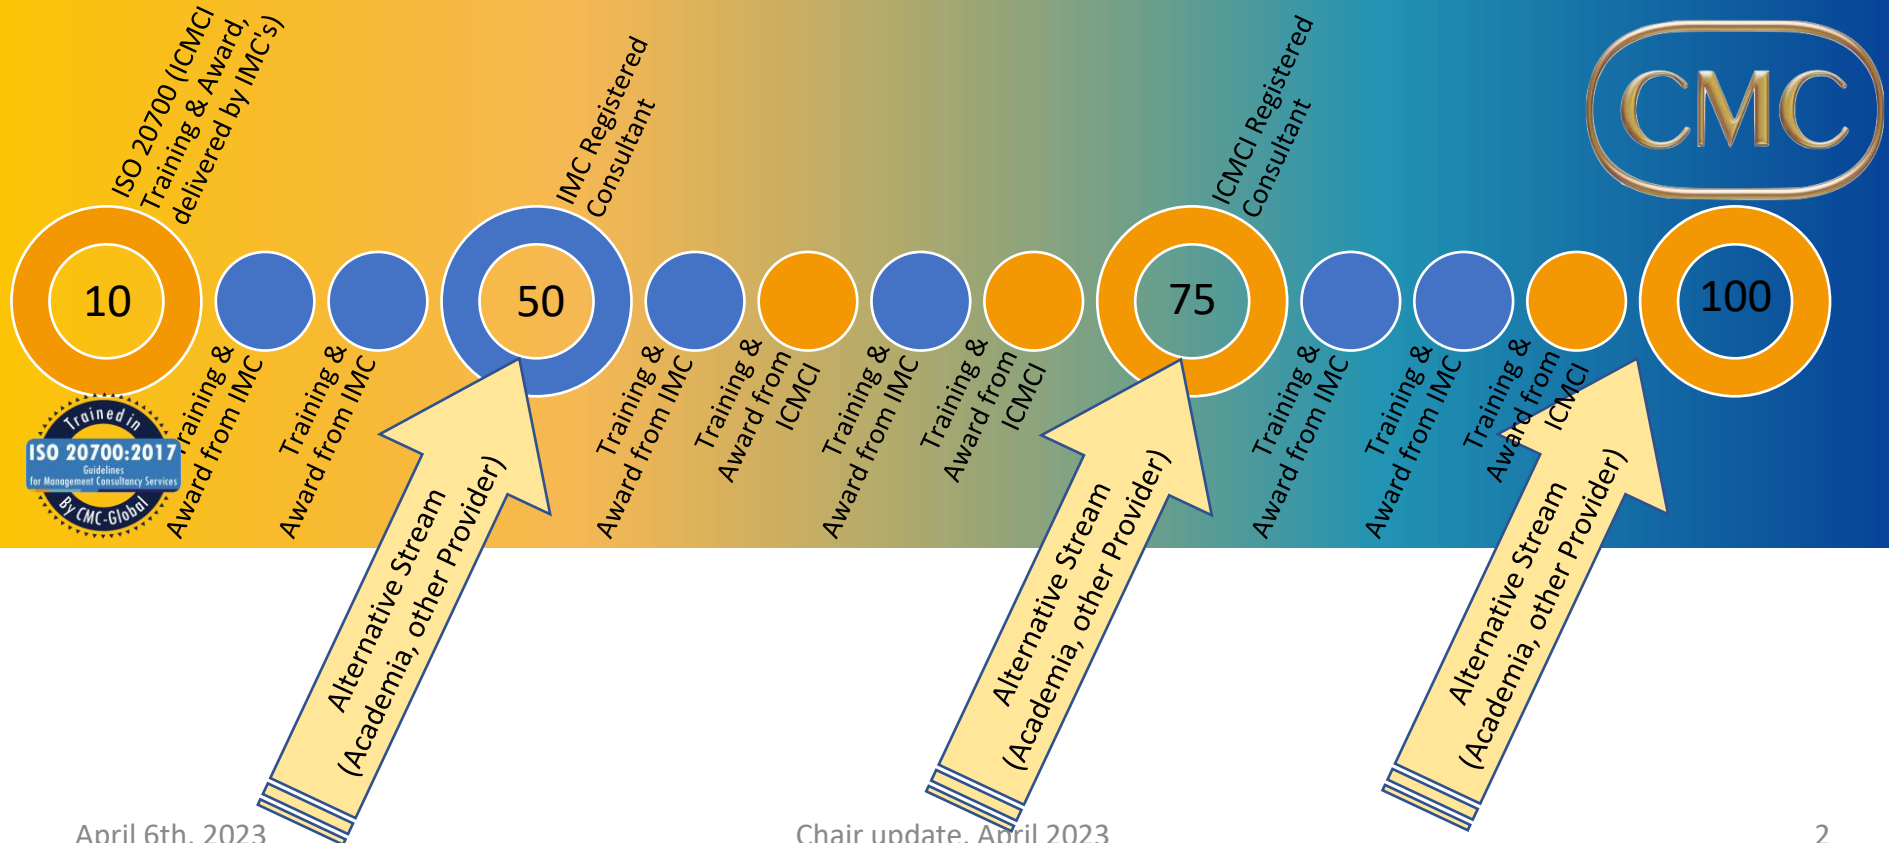 ISO 20700 (ICMCI
Training & Award,
delivered by IMC's)
IMC Registered
Consultant
ICMCI Registered
Consultant
CMC
10
50
75
100
Training &
Award from IMC
Training &
Award from IMC
Training &
Award from IMC
Training &
Award from
ICMCI
Training &
Award from IMC
Training &
Award from
ICMCI
Training &
Award from IMC
Training &
Award from IMC
Training &
Award from
ICMCI
Trained in
ISO 20700:2017
Guidelines
for Management Consultancy Services
By CMC-Global
Alternative Stream
(Academia, other Provider)
Alternative Stream
(Academia, other Provider)
Alternative Stream
(Academia, other Provider)
April 6th, 2023
Chair update, April 2023
2